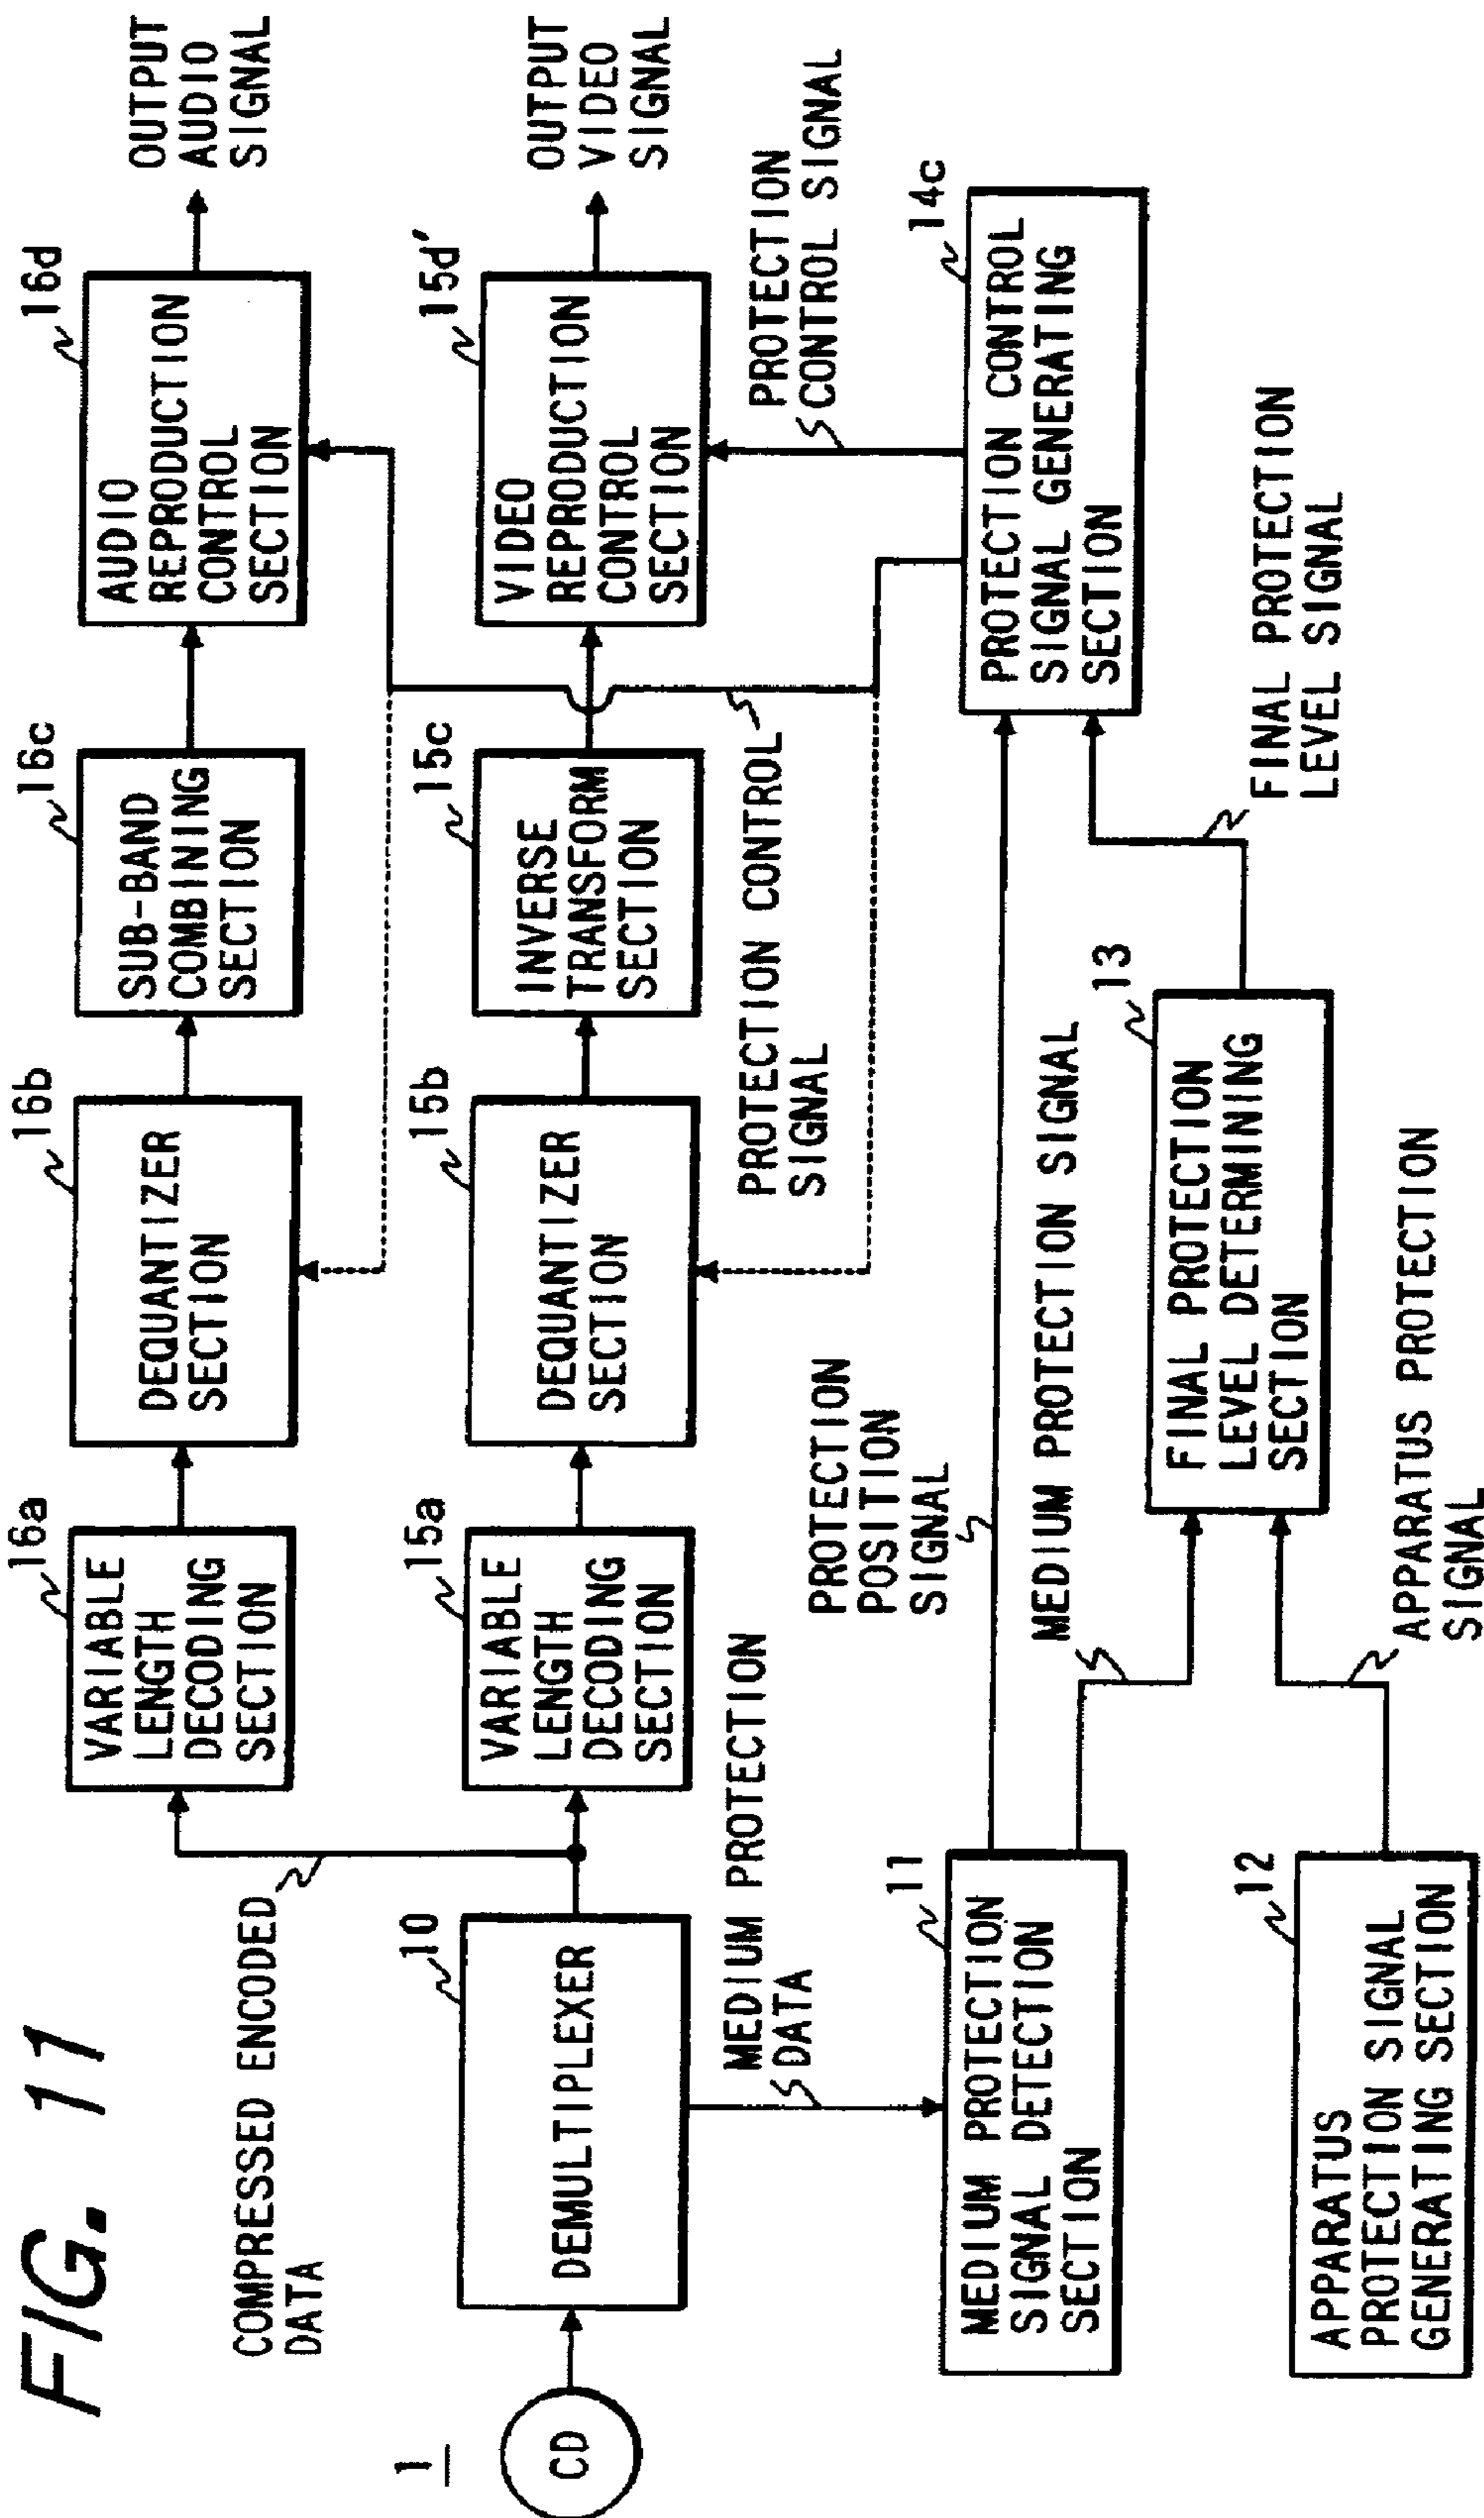 FIG. 11
1
CD
COMPRESSED ENCODED
DATA
10
DEMULTIPLEXER
16a
VARIABLE
LENGTH
DECODING
SECTION
16b
DEQUANTIZER
SECTION
16c
SUB-BAND
COMBINING
SECTION
16d
AUDIO
REPRODUCTION
CONTROL
SECTION
OUTPUT
AUDIO
SIGNAL
15a
VARIABLE
LENGTH
DECODING
SECTION
15b
DEQUANTIZER
SECTION
15c
INVERSE
TRANSFORM
SECTION
15d'
VIDEO
REPRODUCTION
CONTROL
SECTION
OUTPUT
VIDEO
SIGNAL
MEDIUM PROTECTION
DATA
PROTECTION
POSITION
SIGNAL
PROTECTION CONTROL
SIGNAL
PROTECTION
CONTROL SIGNAL
11
MEDIUM PROTECTION
SIGNAL DETECTION
SECTION
MEDIUM PROTECTION SIGNAL
14c
PROTECTION CONTROL
SIGNAL GENERATING
SECTION
12
APPARATUS
PROTECTION SIGNAL
GENERATING SECTION
APPARATUS PROTECTION
SIGNAL
13
FINAL PROTECTION
LEVEL DETERMINING
SECTION
FINAL PROTECTION
LEVEL SIGNAL